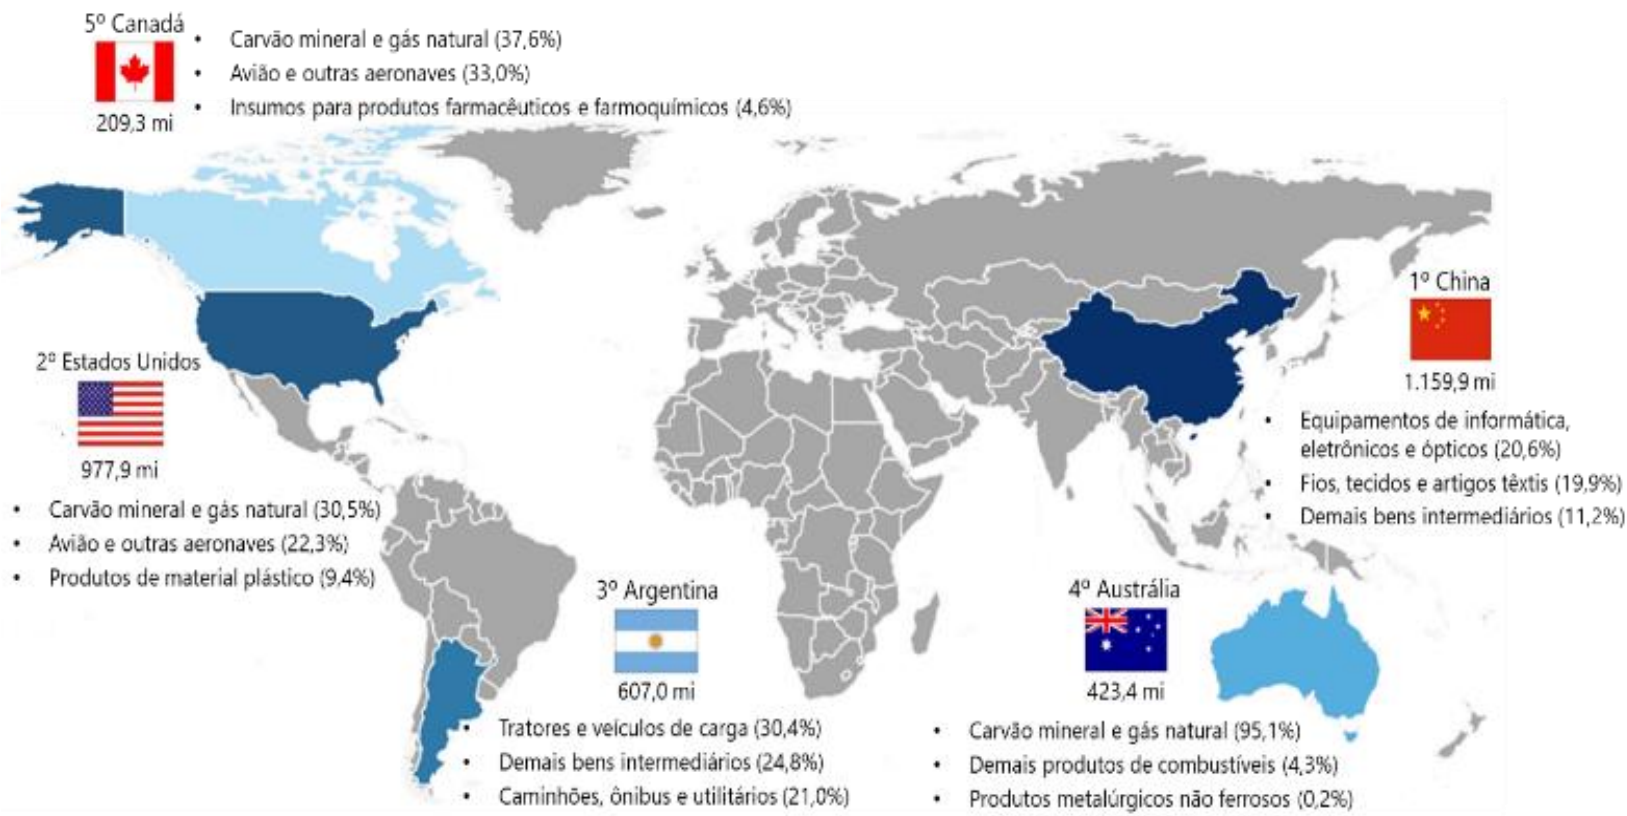 5º Canadá
209,3 mi
• Carvão mineral e gás natural (37,6%)
• Avião e outras aeronaves (33,0%)
• Insumos para produtos farmacêuticos e farmoquímicos (4,6%)
1º China
1.159,9 mi
• Equipamentos de informática,
eletrônicos e ópticos (20,6%)
• Fios, tecidos e artigos têxtis (19,9%)
• Demais bens intermediários (11,2%)
2º Estados Unidos
977,9 mi
• Carvão mineral e gás natural (30,5%)
• Avião e outras aeronaves (22,3%)
• Produtos de material plástico (9,4%)
3º Argentina
607,0 mi
• Tratores e veículos de carga (30,4%)
• Demais bens intermediários (24,8%)
• Caminhões, ônibus e utilitários (21,0%)
4º Austrália
423,4 mi
• Carvão mineral e gás natural (95,1%)
• Demais produtos de combustíveis (4,3%)
• Produtos metalúrgicos não ferrosos (0,2%)